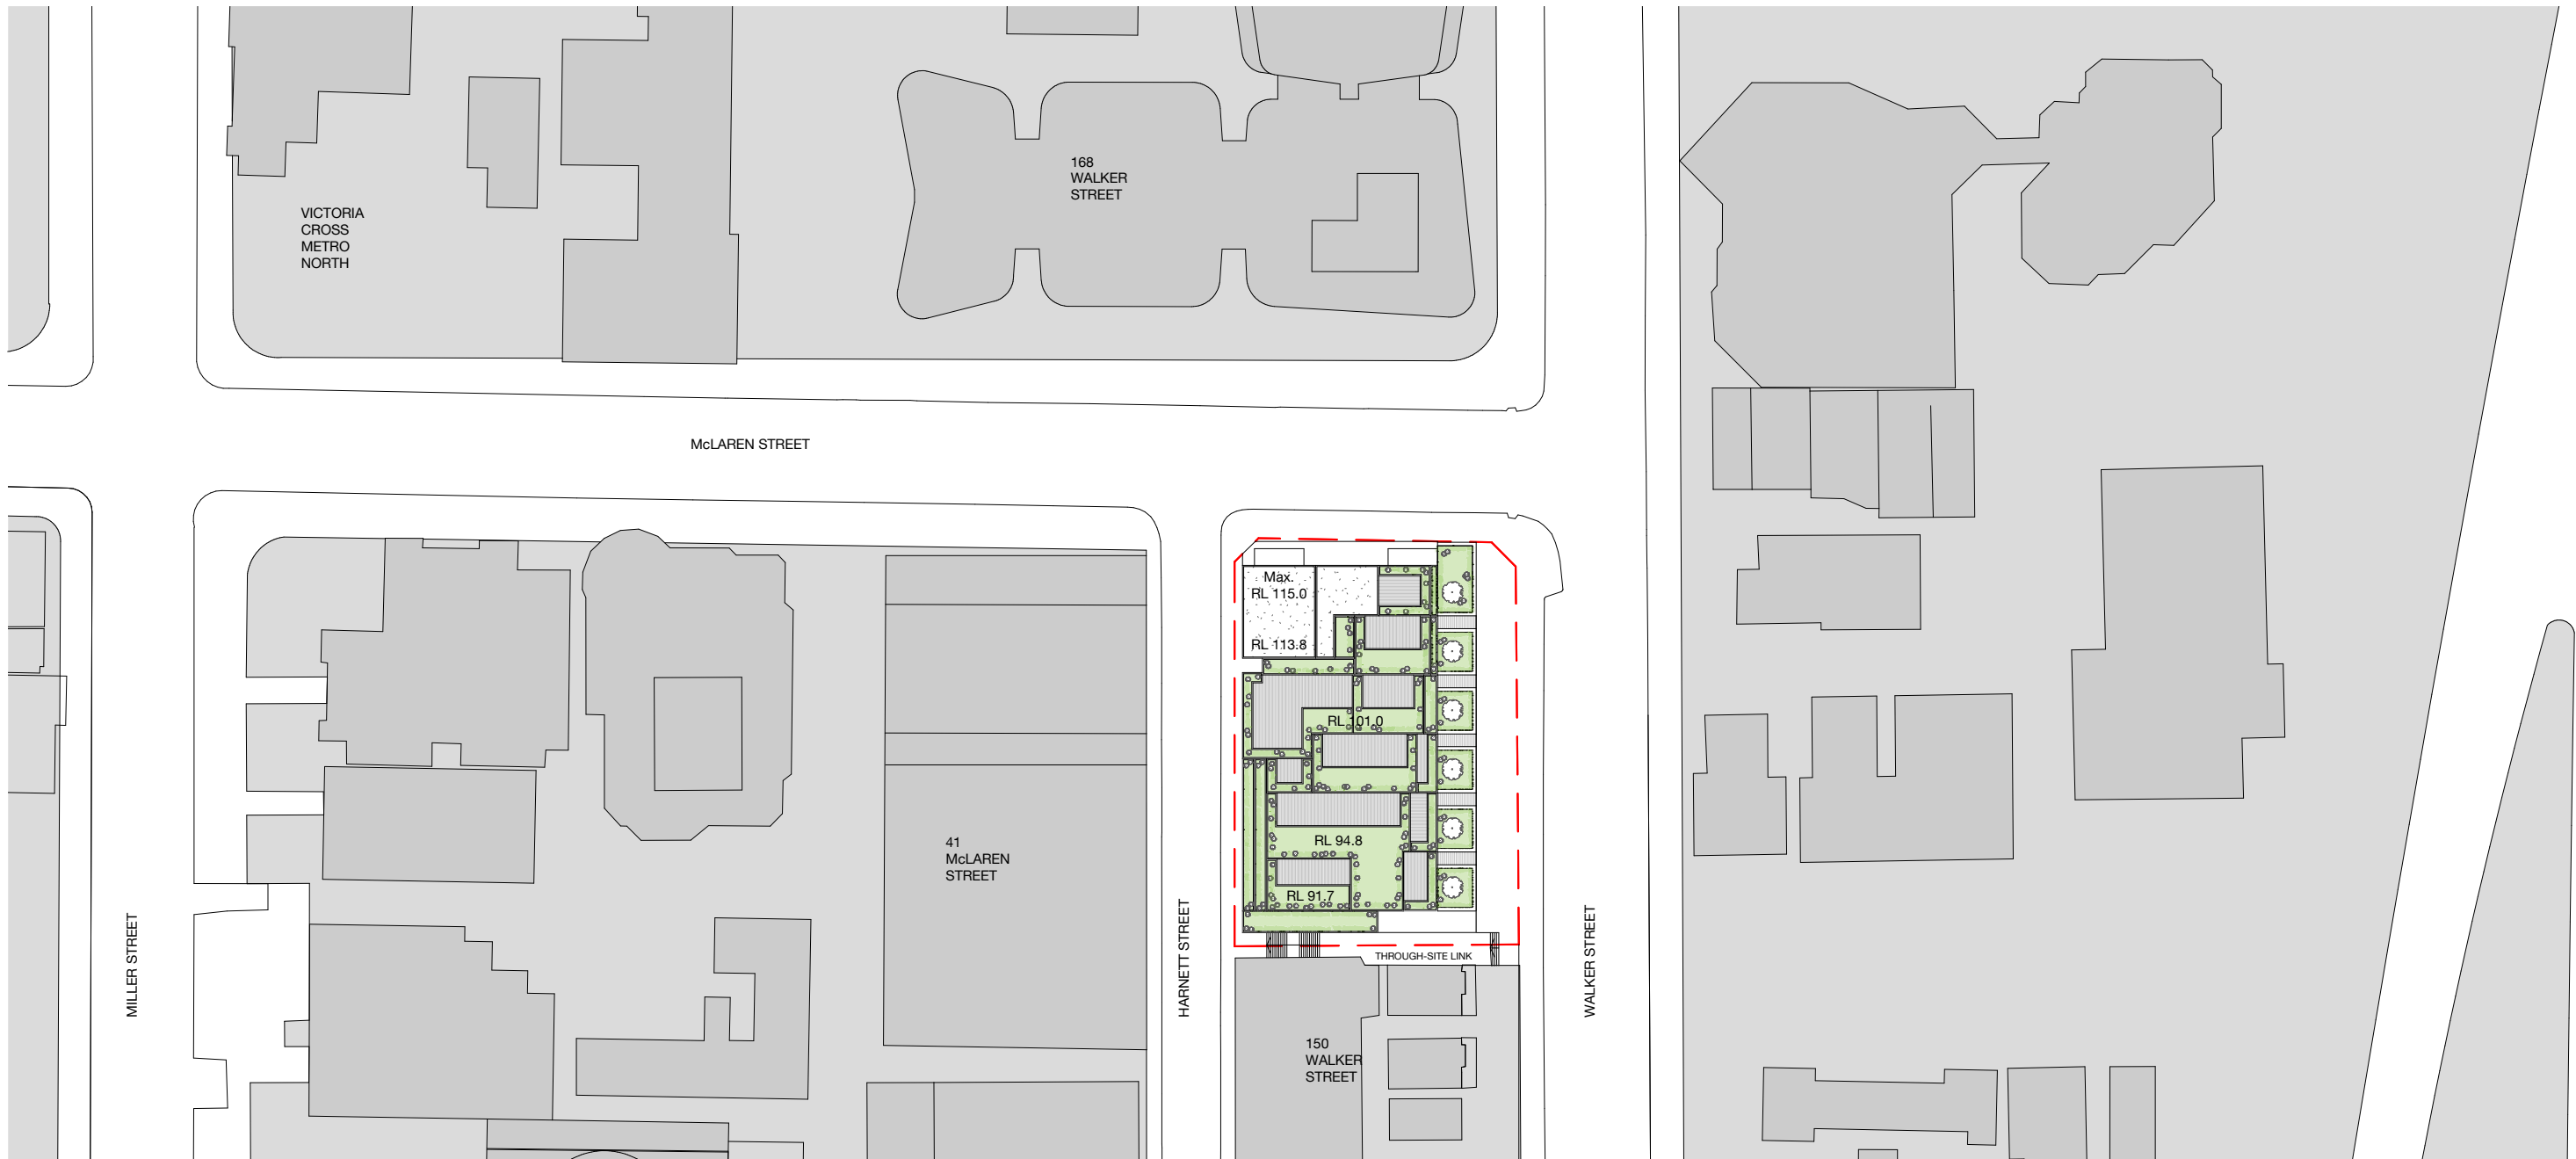 168
WALKER
STREET
VICTORIA
CROSS
METRO
NORTH
McLAREN STREET
Max.
RL 115.0
RL 113.8
RL 101.0
RL 94.8
RL 91.7
41
McLAREN
STREET
MILLER STREET
HARNETT STREET
WALKER STREET
THROUGH-SITE LINK
150
WALKER
STREET